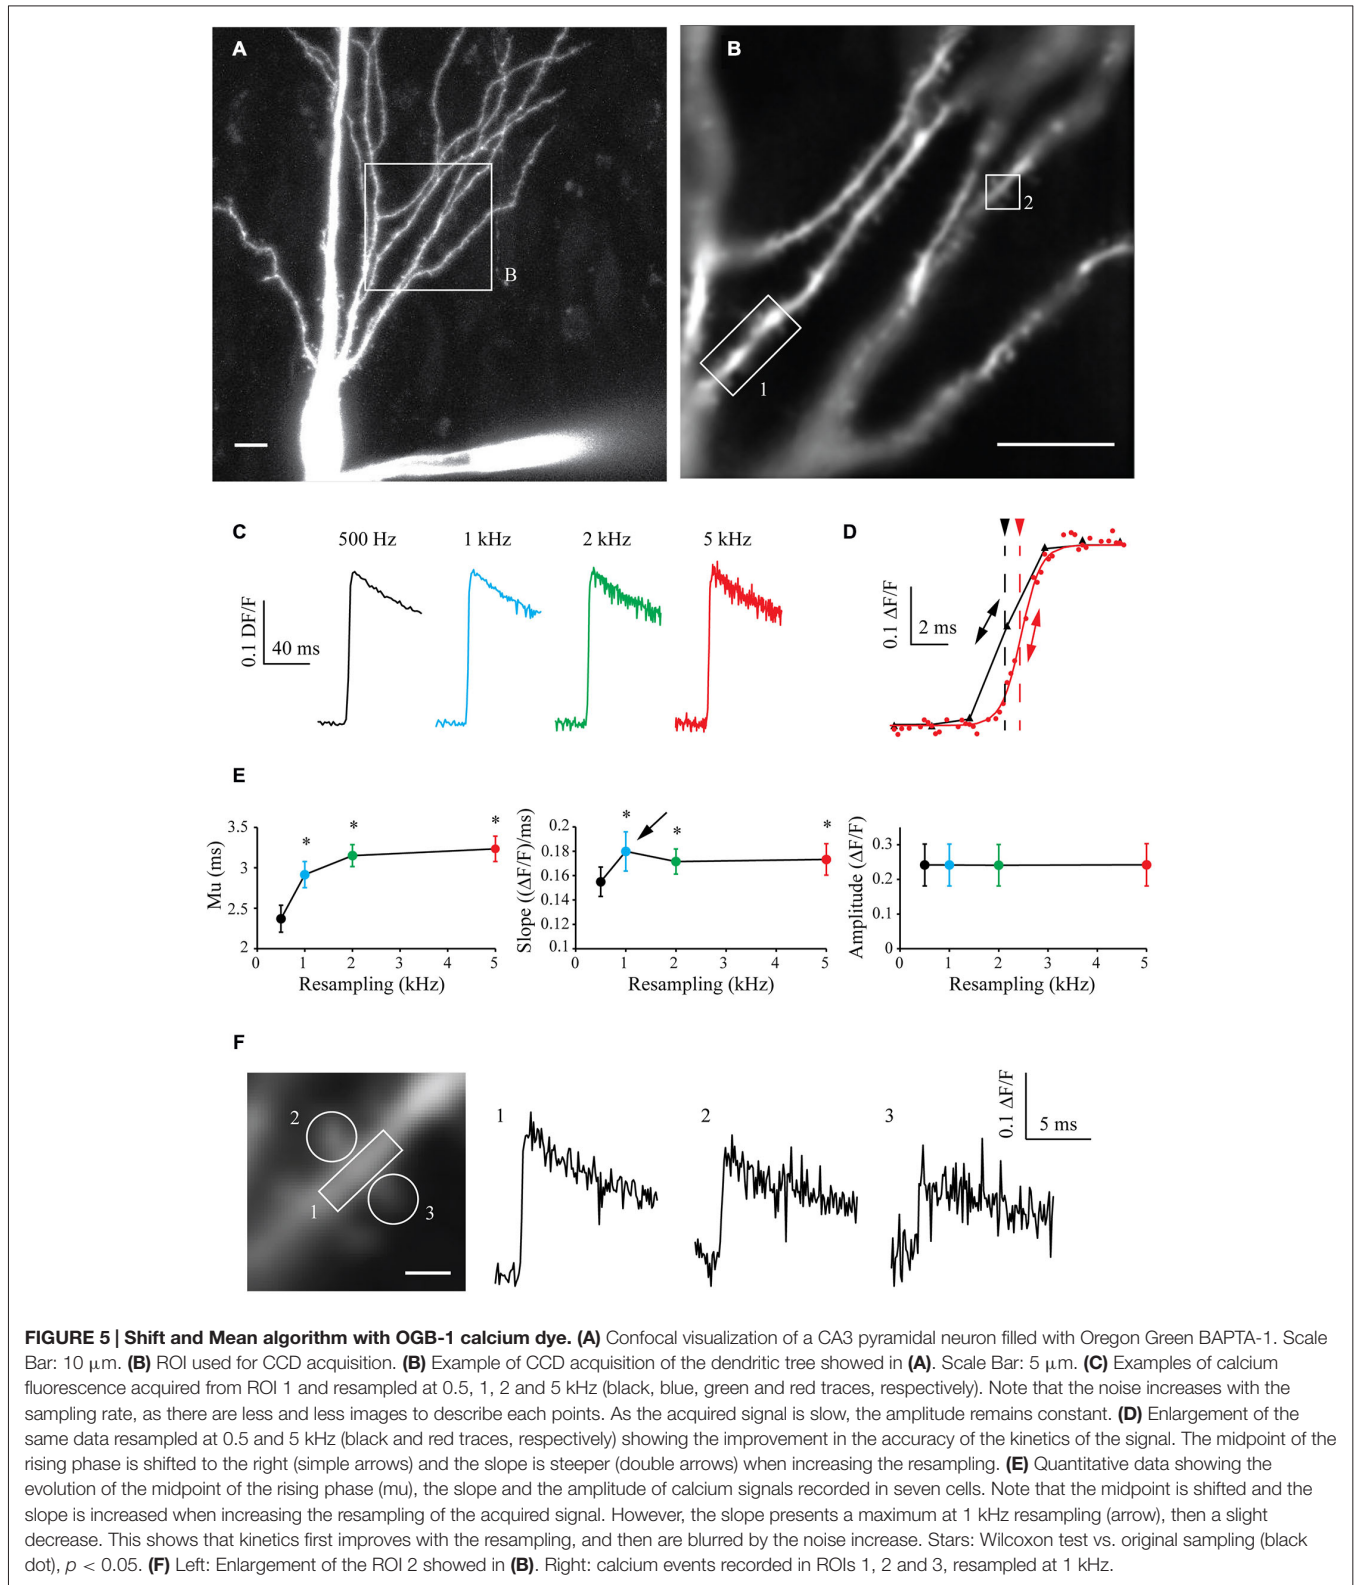 A
B
B
1
2
C
500 Hz
1 kHz
2 kHz
5 kHz
0.1 DF/F
40 ms
D
0.1 ΔF/F
2 ms
E
3.5
3
2.5
2
Mu (ms)
*
*
*
0 1 2 3 4 5
Resampling (kHz)
0.2
0.18
0.16
0.14
0.12
0.1
Slope ((ΔF/F)/ms)
*
*
*
0 1 2 3 4 5
Resampling (kHz)
0.3
0.2
0.1
0
Amplitude (ΔF/F)
0 1 2 3 4 5
Resampling (kHz)
F
2
1
3
1
2
3
0.1 ΔF/F
5 ms
FIGURE 5 | Shift and Mean algorithm with OGB-1 calcium dye. (A) Confocal visualization of a CA3 pyramidal neuron filled with Oregon Green BAPTA-1. Scale
Bar: 10 μm. (B) ROI used for CCD acquisition. (B) Example of CCD acquisition of the dendritic tree showed in (A). Scale Bar: 5 μm. (C) Examples of calcium
fluorescence acquired from ROI 1 and resampled at 0.5, 1, 2 and 5 kHz (black, blue, green and red traces, respectively). Note that the noise increases with the
sampling rate, as there are less and less images to describe each points. As the acquired signal is slow, the amplitude remains constant. (D) Enlargement of the
same data resampled at 0.5 and 5 kHz (black and red traces, respectively) showing the improvement in the accuracy of the kinetics of the signal. The midpoint of the
rising phase is shifted to the right (simple arrows) and the slope is steeper (double arrows) when increasing the resampling. (E) Quantitative data showing the
evolution of the midpoint of the rising phase (mu), the slope and the amplitude of calcium signals recorded in seven cells. Note that the midpoint is shifted and the
slope is increased when increasing the resampling of the acquired signal. However, the slope presents a maximum at 1 kHz resampling (arrow), then a slight
decrease. This shows that kinetics first improves with the resampling, and then are blurred by the noise increase. Stars: Wilcoxon test vs. original sampling (black
dot), p < 0.05. (F) Left: Enlargement of the ROI 2 showed in (B). Right: calcium events recorded in ROIs 1, 2 and 3, resampled at 1 kHz.